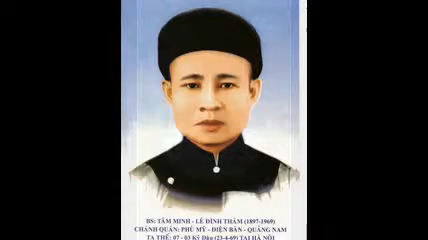 BS: TÂM MINH - LÊ ĐÌNH THÁM (1897-1969)
CHÁNH QUÁN: PHÚ MỸ - ĐIỆN BÀN - QUẢNG NAM
TẠ THẾ: 07 - 03 Kỷ Dậu (23-4-69) TẠI HÀ NỘI